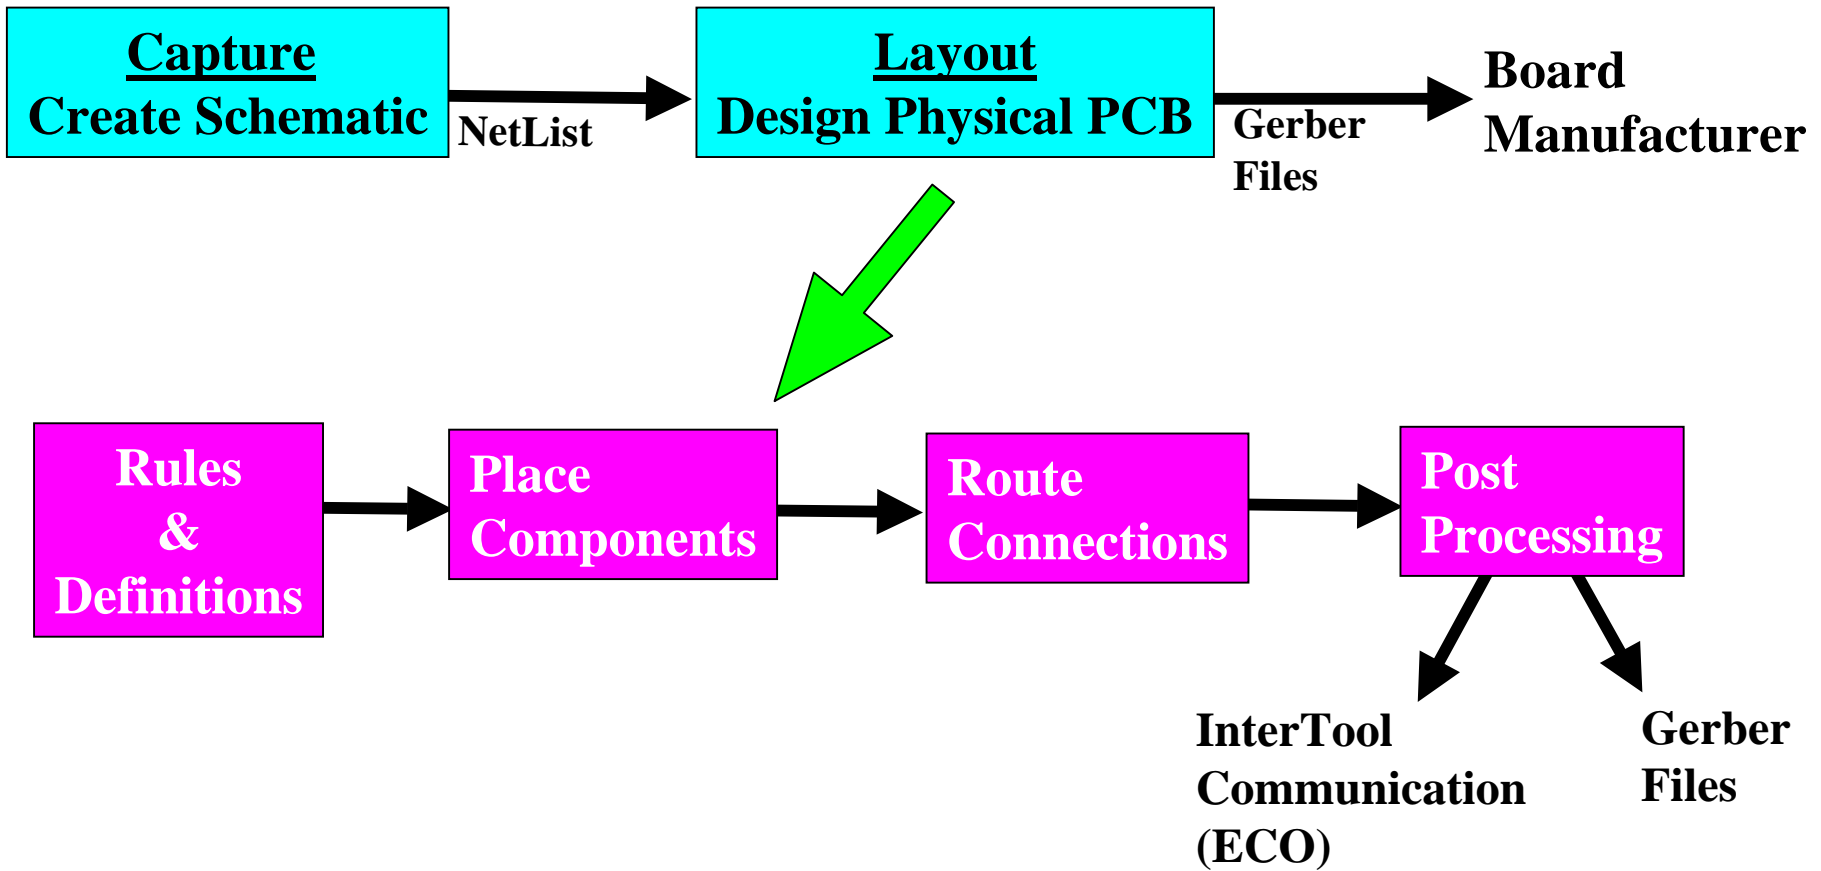 Capture
Create Schematic
NetList
Layout
Design Physical PCB
Gerber
Files
Board
Manufacturer
Rules
&
Definitions
Place
Components
Route
Connections
Post
Processing
InterTool
Communication
(ECO)
Gerber
Files